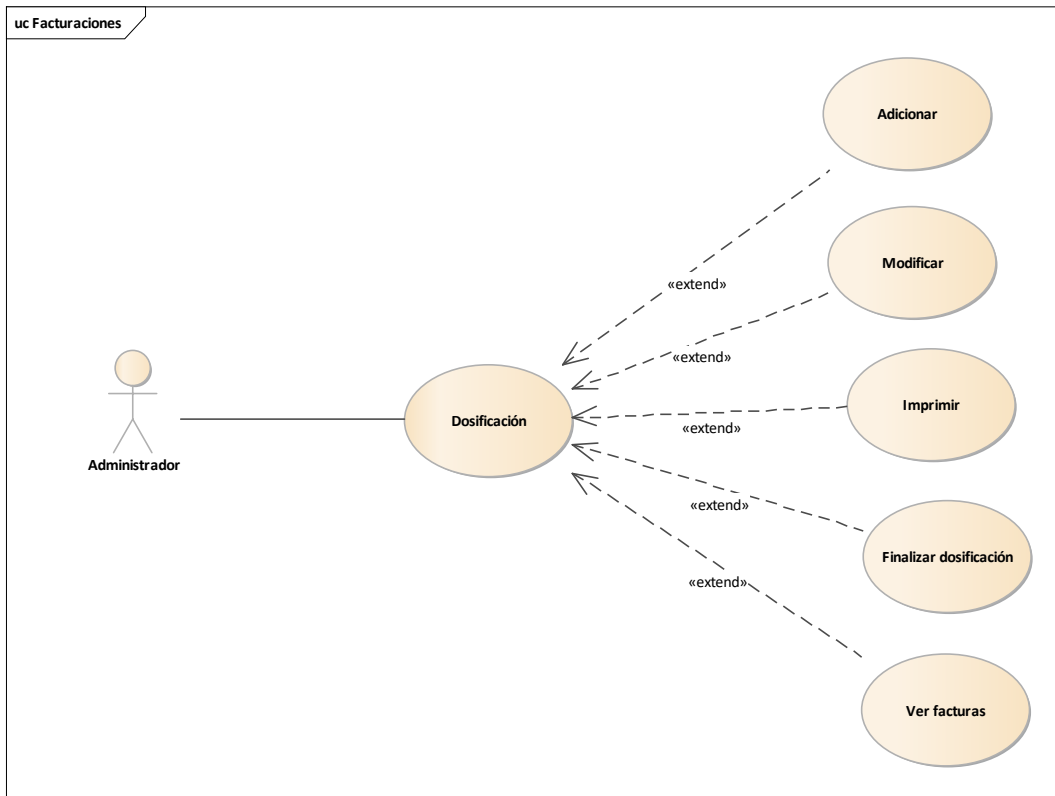 uc Facturaciones
Adicionar
«extend»
Modificar
«extend»
Imprimir
«extend»
Dosificación
Administrador
«extend»
Finalizar dosificación
«extend»
Ver facturas